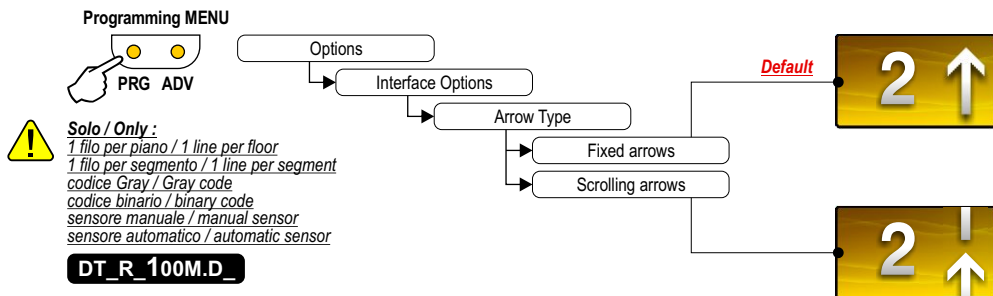 Programming MENU
PRG ADV
Options
Interface Options
Arrow Type
Fixed arrows
Scrolling arrows
Default
2
2
Solo / Only :
1 filo per piano / 1 line per floor
1 filo per segmento / 1 line per segment
codice Gray / Gray code
codice binario / binary code
sensore manuale / manual sensor
sensore automatico / automatic sensor
DT_R_100M.D_